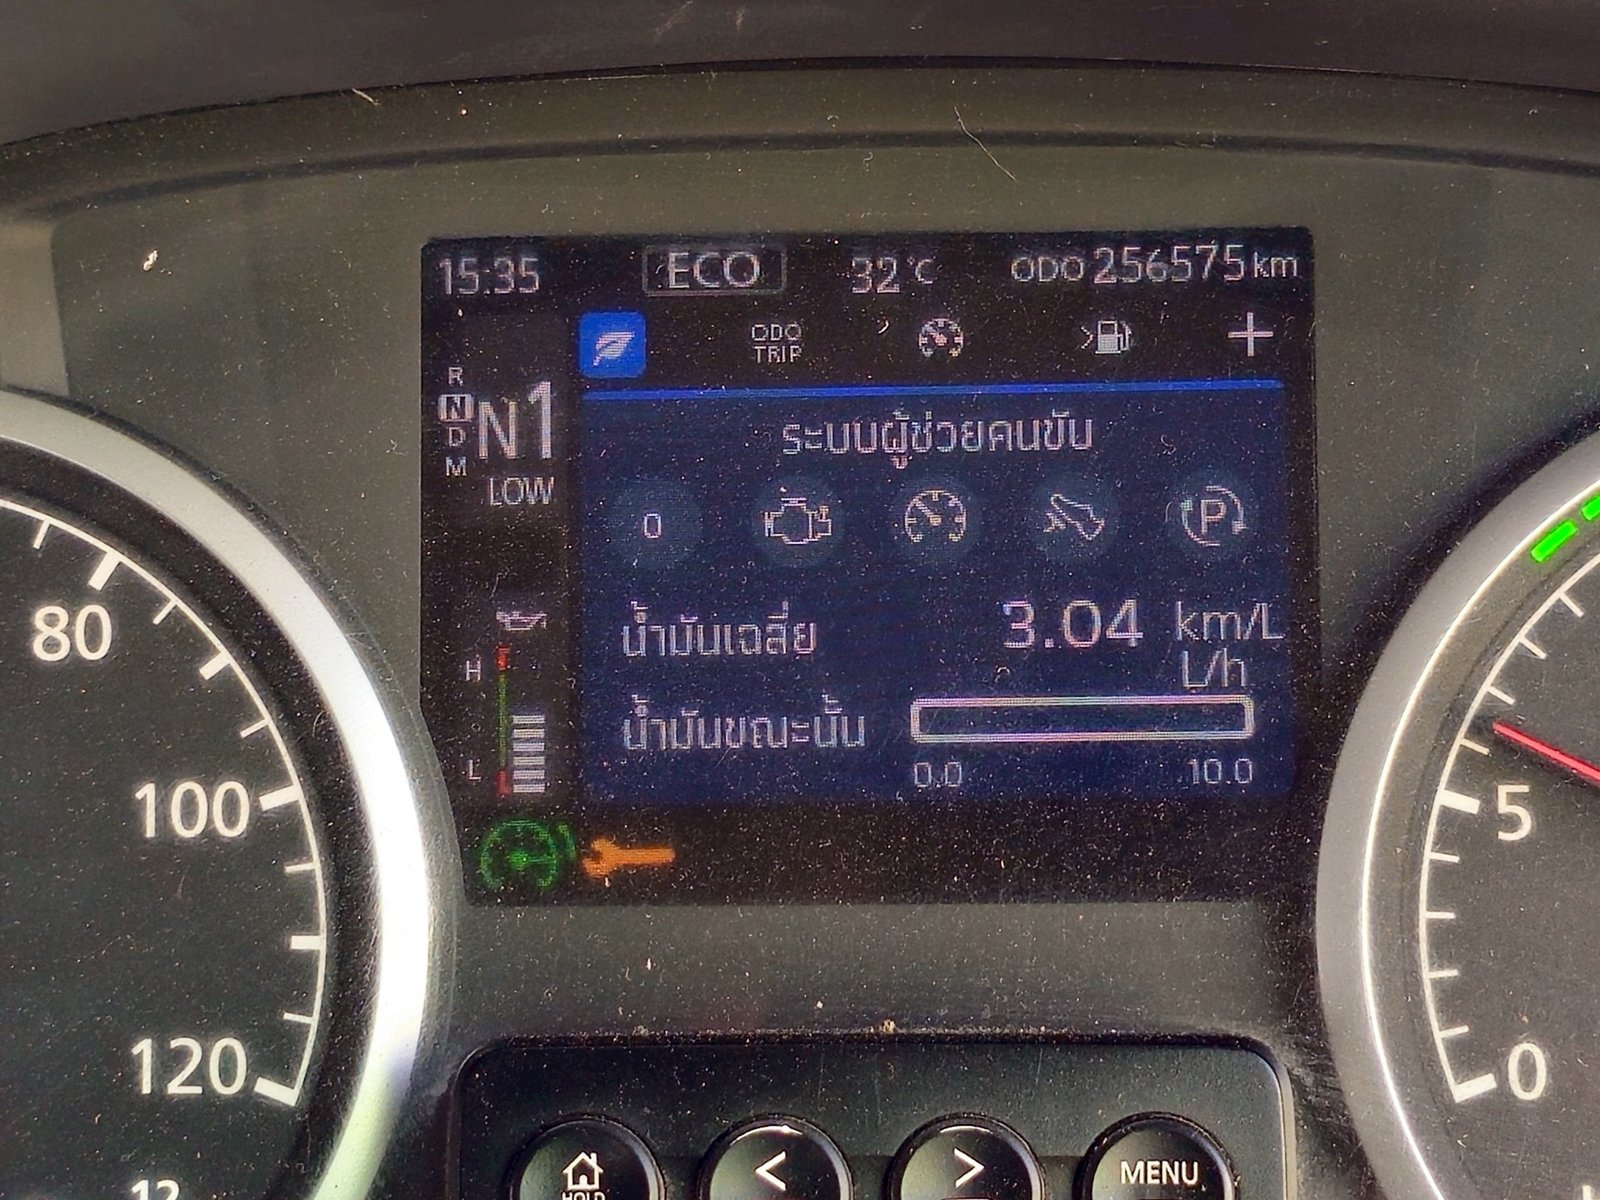 15:35 ECO 32°C ODO 256575 km
ODO
TRIP
R
N
D
M
N1
LOW
ระบบผู้ช่วยคนขับ
0
P
น้ำมันเฉลี่ย 3.04 km/L
L/h
น้ำมันขณะนั้น
0.0 10.0
H
L
80
100
120
12
5
0
HOLD
<
>
MENU